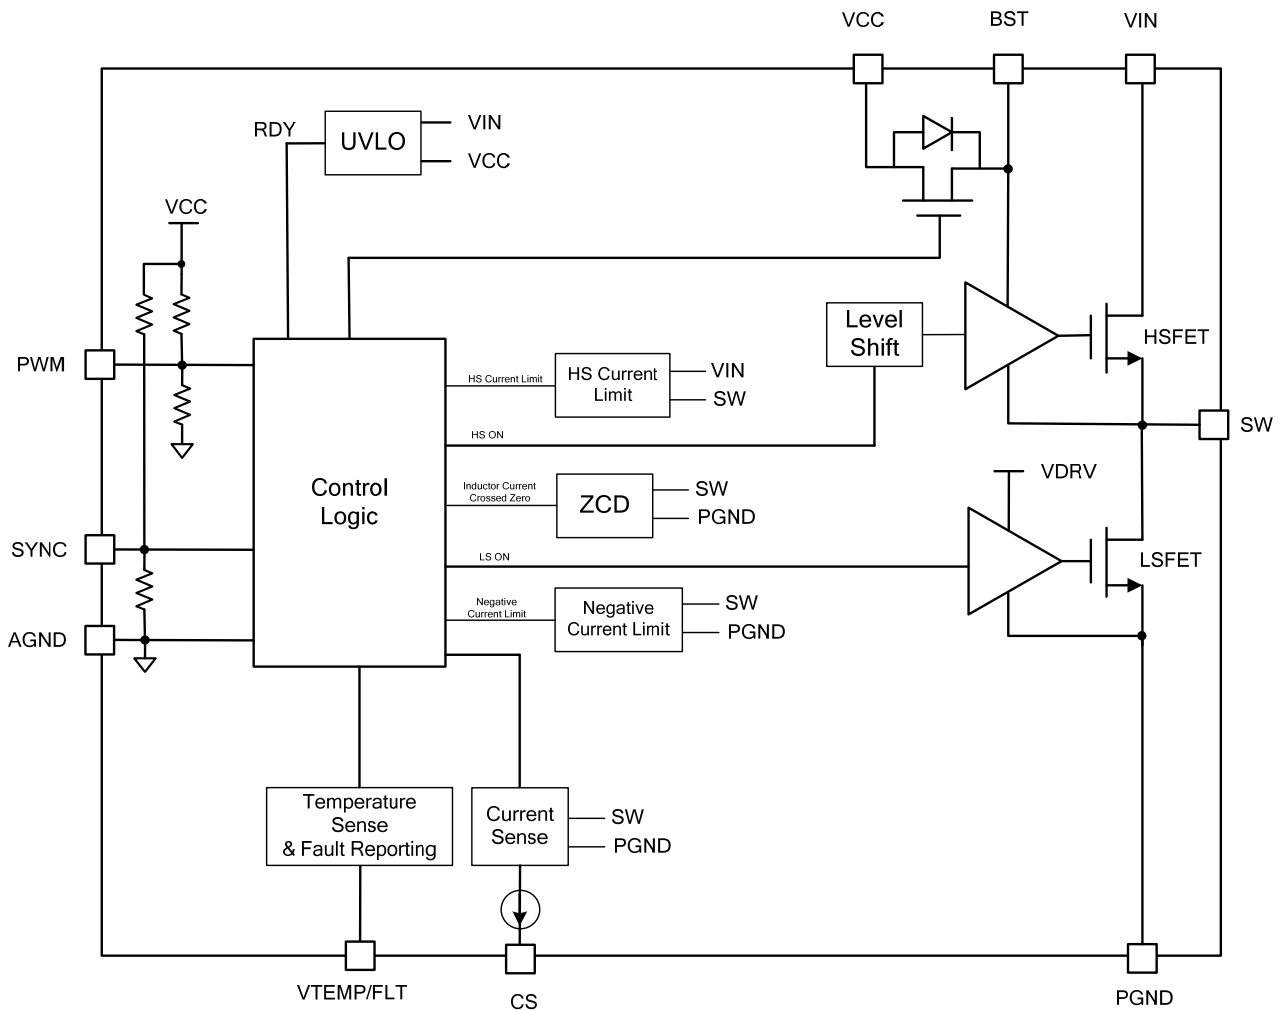 VCC
BST
VIN
RDY
UVLO
VIN
VCC
VCC
PWM
Level
Shift
HSFET
HS Current Limit
HS Current
Limit
VIN
SW
HS ON
SW
Control
Logic
Inductor Current
Crossed Zero
ZCD
SW
PGND
VDRV
SYNC
LS ON
LSFET
AGND
Negative
Current Limit
Negative
Current Limit
SW
PGND
Temperature
Sense
& Fault Reporting
Current
Sense
SW
PGND
VTEMP/FLT
CS
PGND